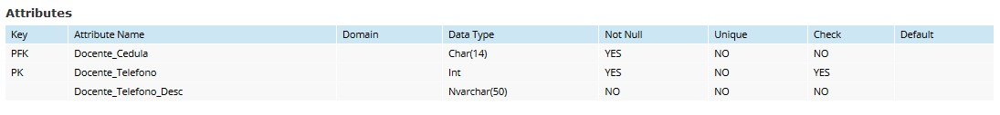 Attributes
Key Attribute Name Domain Data Type Not Null Unique Check Default
PFK Docente_Cedula Char(14) YES NO NO
PK Docente_Telefono Int YES NO YES
Docente_Telefono_Desc Nvarchar(50) NO NO NO